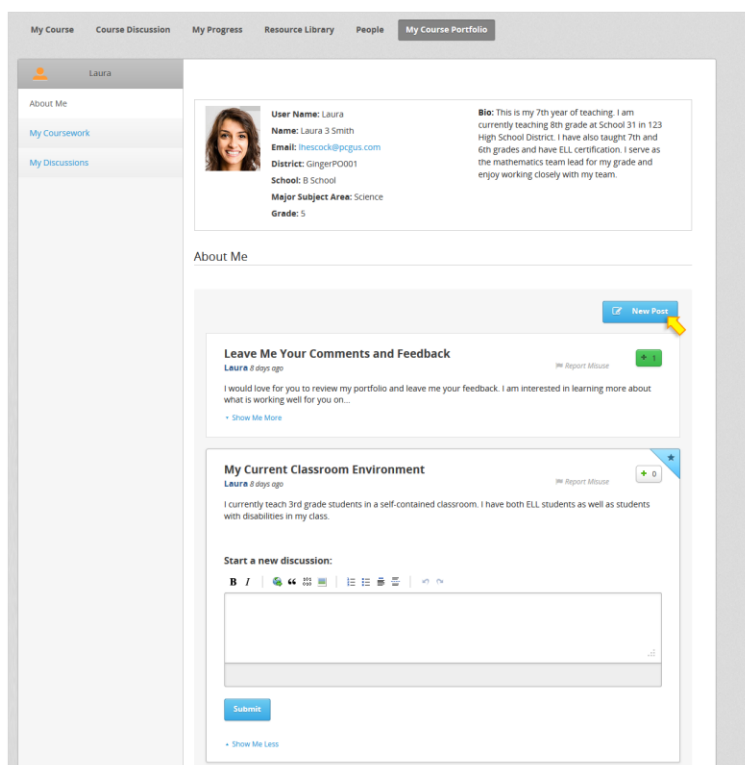 My Course Course Discussion My Progress Resource Library People My Course Portfolio
Laura
About Me
My Coursework
My Discussions
User Name: Laura
Name: Laura 3 Smith
Email: lhescock@pcgus.com
District: GingerPO001
School: B School
Major Subject Area: Science
Grade: 5
Bio: This is my 7th year of teaching. I am
currently teaching 8th grade at School 31 in 123
High School District. I have also taught 7th and
6th grades and have ELL certification. I serve as
the mathematics team lead for my grade and
enjoy working closely with my team.
About Me
New Post
Leave Me Your Comments and Feedback
Laura 8 days ago
Report Misuse
+ 1
I would love for you to review my portfolio and leave me your feedback. I am interested in learning more about
what is working well for you on...
Show Me More
My Current Classroom Environment
Laura 8 days ago
Report Misuse
+ 0
I currently teach 3rd grade students in a self-contained classroom. I have both ELL students as well as students
with disabilities in my class.
Start a new discussion:
B I
Submit
Show Me Less